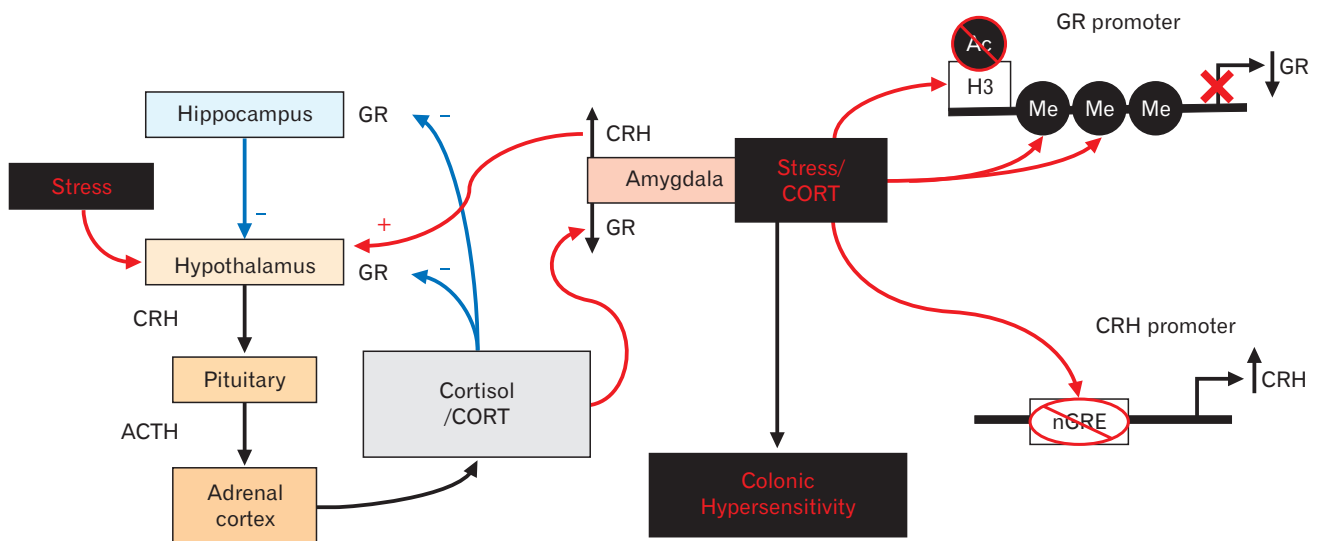 GR promoter
Ac
H3
Me
Me
Me
GR
Hippocampus
GR
–
CRH
Stress
Amygdala
Stress/
CORT
–
+
GR
Hypothalamus
GR
–
CRH
CRH promoter
Pituitary
Cortisol
/CORT
CRH
nGRE
ACTH
Adrenal
cortex
Colonic
Hypersensitivity